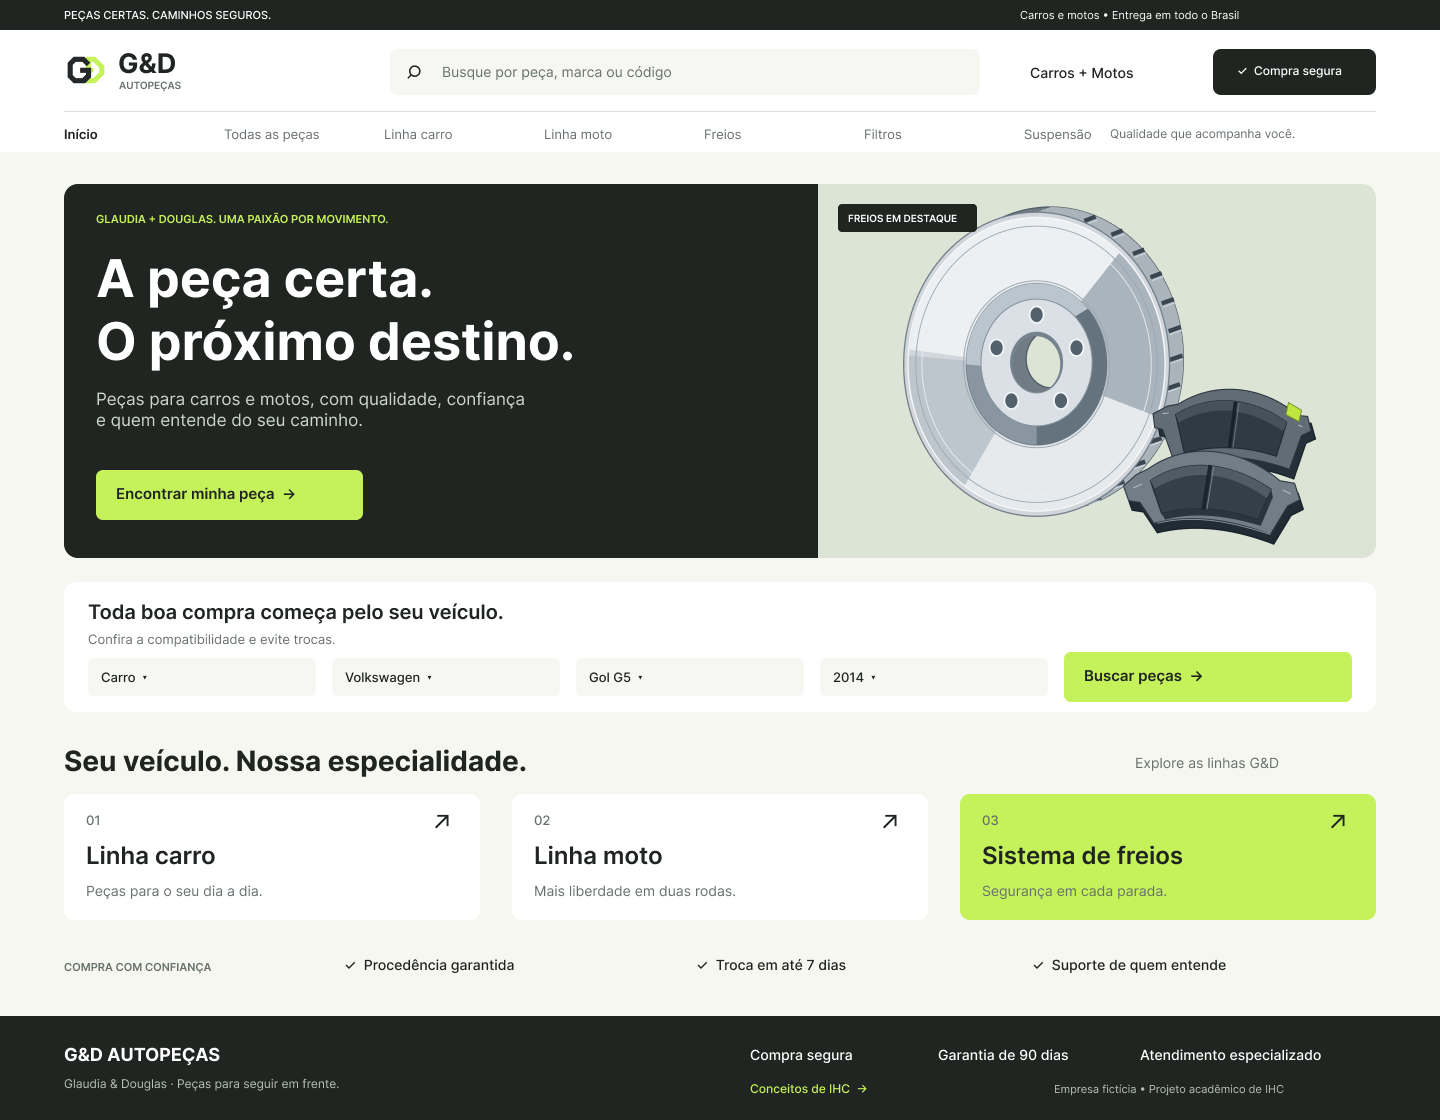 PEÇAS CERTAS. CAMINHOS SEGUROS.
Carros e motos • Entrega em todo o Brasil
G&D
AUTOPEÇAS
Busque por peça, marca ou código
Carros + Motos
✓ Compra segura
Início
Todas as peças
Linha carro
Linha moto
Freios
Filtros
Suspensão
Qualidade que acompanha você.
GLAUDIA + DOUGLAS. UMA PAIXÃO POR MOVIMENTO.
A peça certa.
O próximo destino.
Peças para carros e motos, com qualidade, confiança
e quem entende do seu caminho.
Encontrar minha peça →
FREIOS EM DESTAQUE
Toda boa compra começa pelo seu veículo.
Confira a compatibilidade e evite trocas.
Carro
Volkswagen
Gol G5
2014
Buscar peças →
Seu veículo. Nossa especialidade.
Explore as linhas G&D
01
Linha carro
Peças para o seu dia a dia.
02
Linha moto
Mais liberdade em duas rodas.
03
Sistema de freios
Segurança em cada parada.
COMPRA COM CONFIANÇA
✓ Procedência garantida
✓ Troca em até 7 dias
✓ Suporte de quem entende
G&D AUTOPEÇAS
Glaudia & Douglas · Peças para seguir em frente.
Compra segura
Garantia de 90 dias
Atendimento especializado
Conceitos de IHC →
Empresa fictícia • Projeto acadêmico de IHC